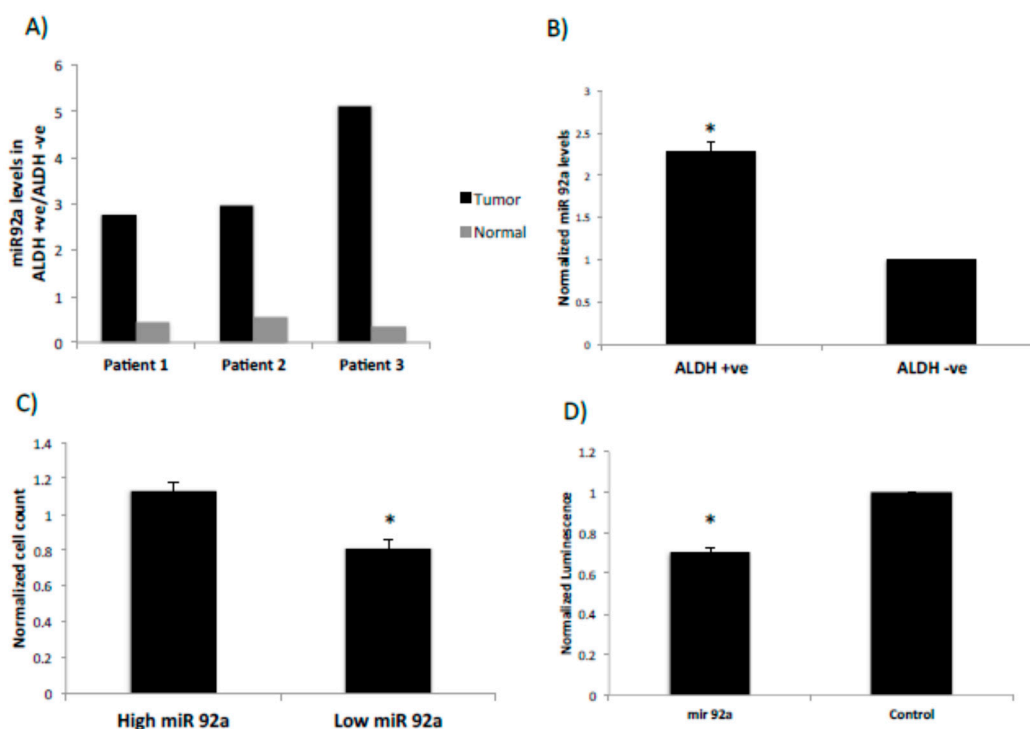 A)
miR92a levels in
ALDH +ve/ALDH -ve
6
5
4
3
2
1
0
Patient 1 Patient 2 Patient 3
Tumor
Normal
B)
Normalized miR 92a levels
3
2.5
2
1.5
1
0.5
0
*
ALDH +ve ALDH -ve
C)
Normalized cell count
1.4
1.2
1
0.8
0.6
0.4
0.2
0
*
High miR 92a Low miR 92a
D)
Normalized Luminescence
1.2
1
0.8
0.6
0.4
0.2
0
*
mir 92a Control